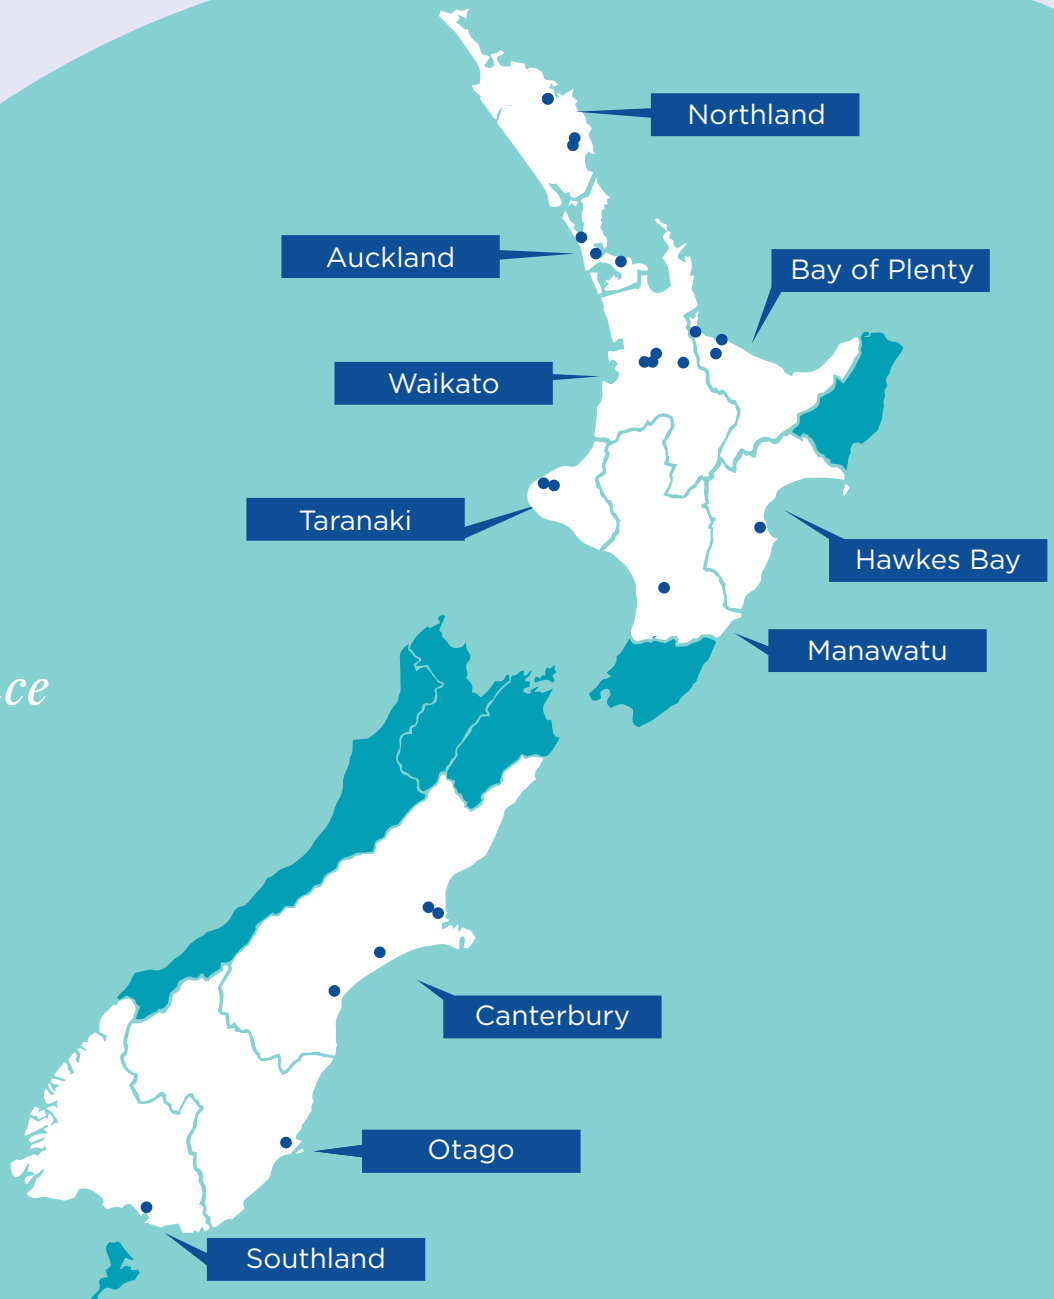 Northland
Auckland
Bay of Plenty
Waikato
Taranaki
Hawkes Bay
Manawatu
Canterbury
Otago
Southland